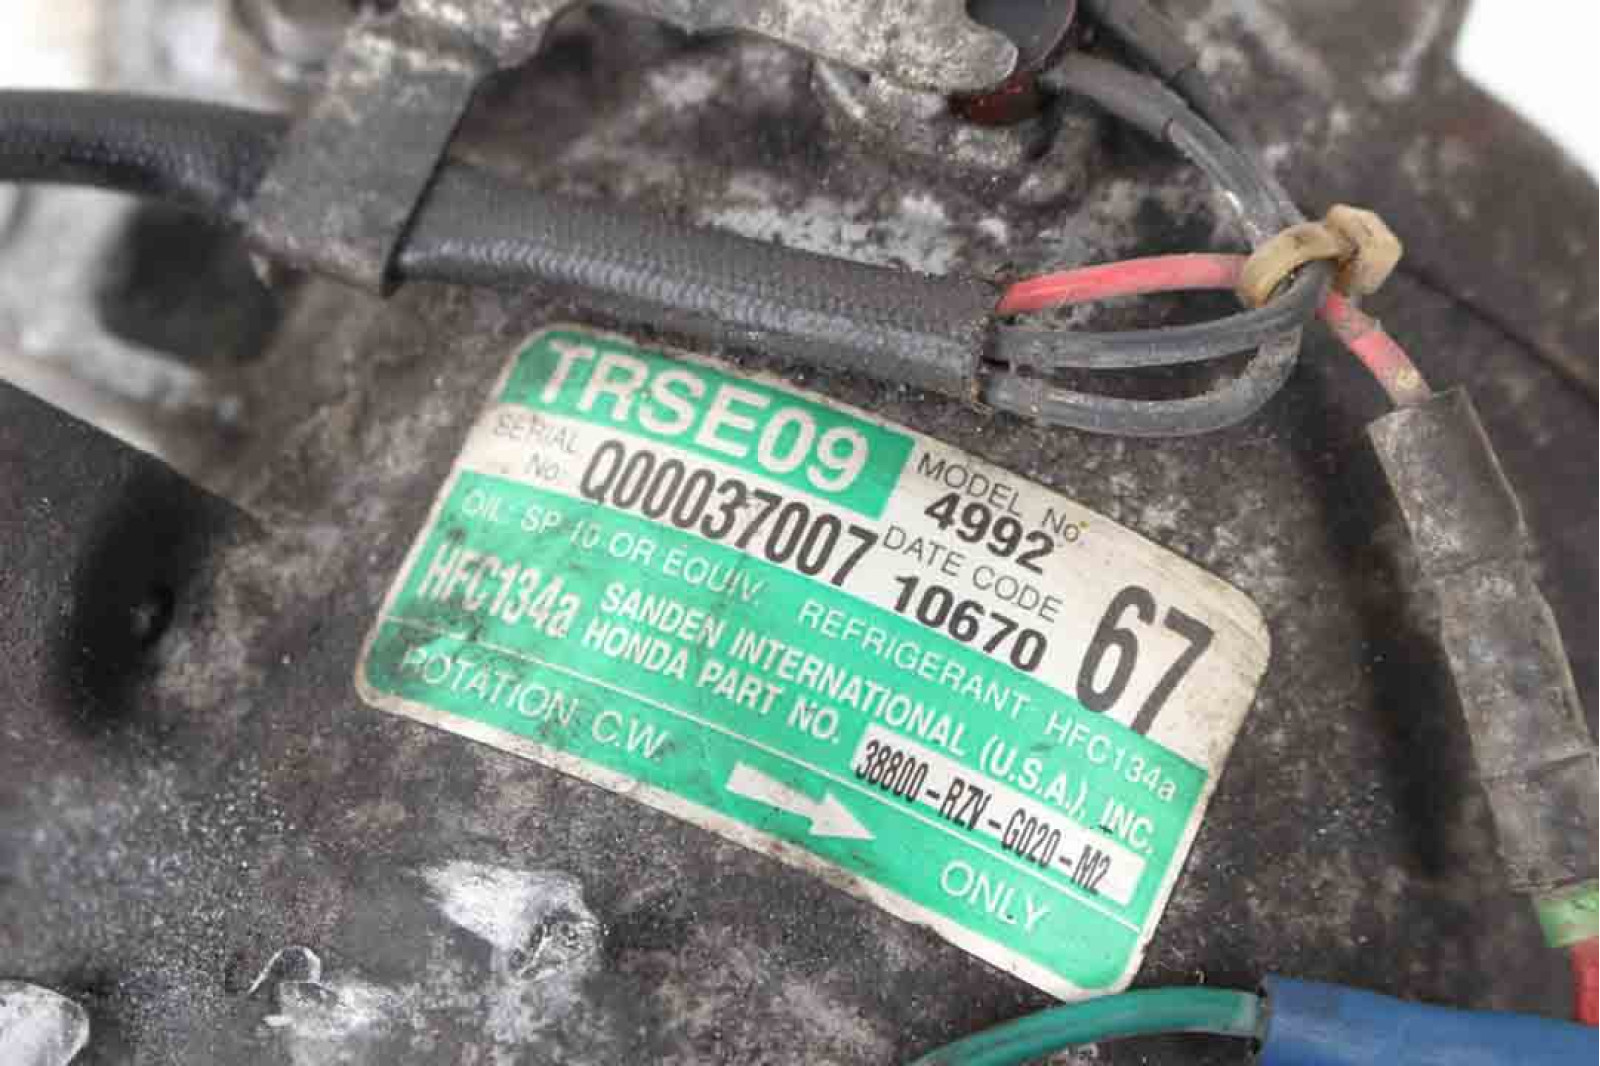 TRSE09
MODEL No.
4992
SERIAL No. Q00037007
DATE CODE
10670
67
OIL: SP-10 OR EQUIV. REFRIGERANT: HFC134a
HFC134a SANDEN INTERNATIONAL (U.S.A.), INC.
HONDA PART NO. 38800-RZV-G020-M2
ROTATION C.W. ONLY